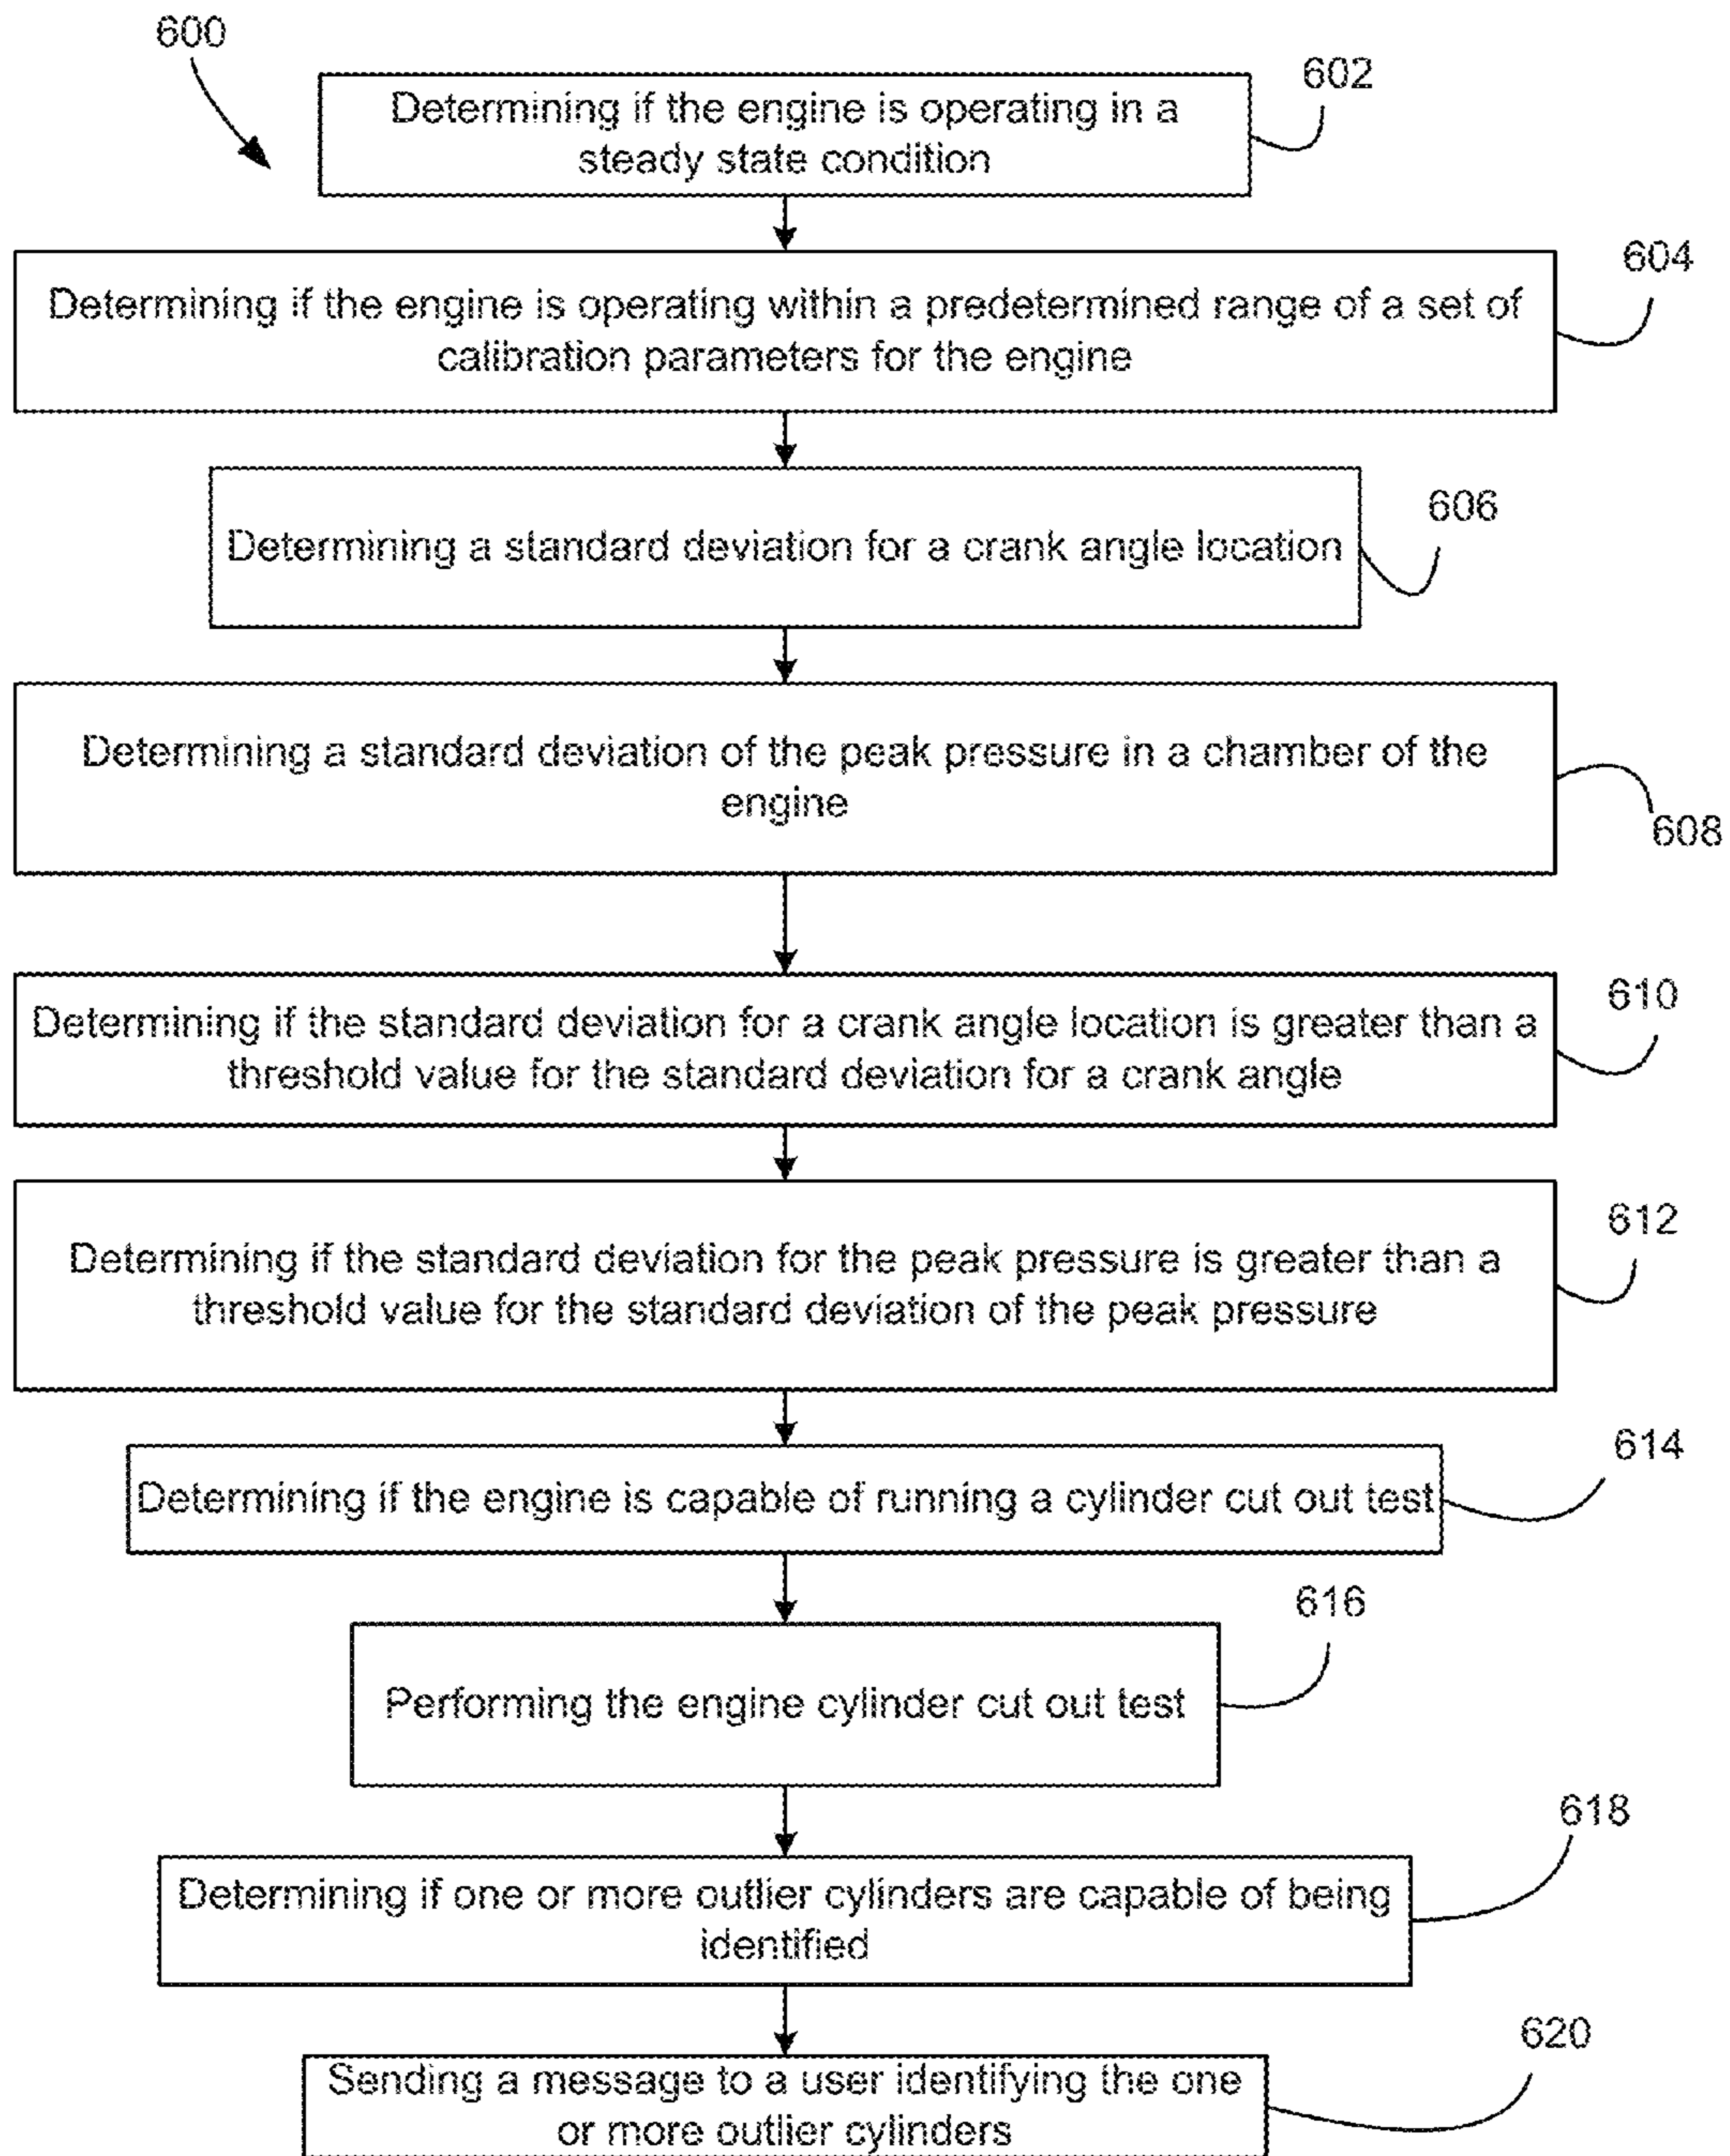 600
602
Determining if the engine is operating in a
steady state condition
604
Determining if the engine is operating within a predetermined range of a set of
calibration parameters for the engine
606
Determining a standard deviation for a crank angle location
Determining a standard deviation of the peak pressure in a chamber of the
engine
608
610
Determining if the standard deviation for a crank angle location is greater than a
threshold value for the standard deviation for a crank angle
612
Determining if the standard deviation for the peak pressure is greater than a
threshold value for the standard deviation of the peak pressure
614
Determining if the engine is capable of running a cylinder cut out test
616
Performing the engine cylinder cut out test
618
Determining if one or more outlier cylinders are capable of being
identified
620
Sending a message to a user identifying the one
or more outlier cylinders